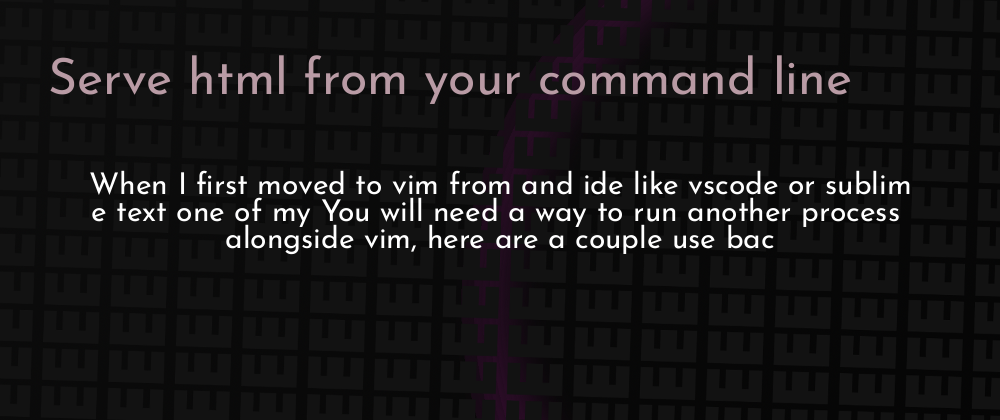 Serve html from your command line
When I first moved to vim from and ide like vscode or sublim
e text one of my You will need a way to run another process
alongside vim, here are a couple use bac